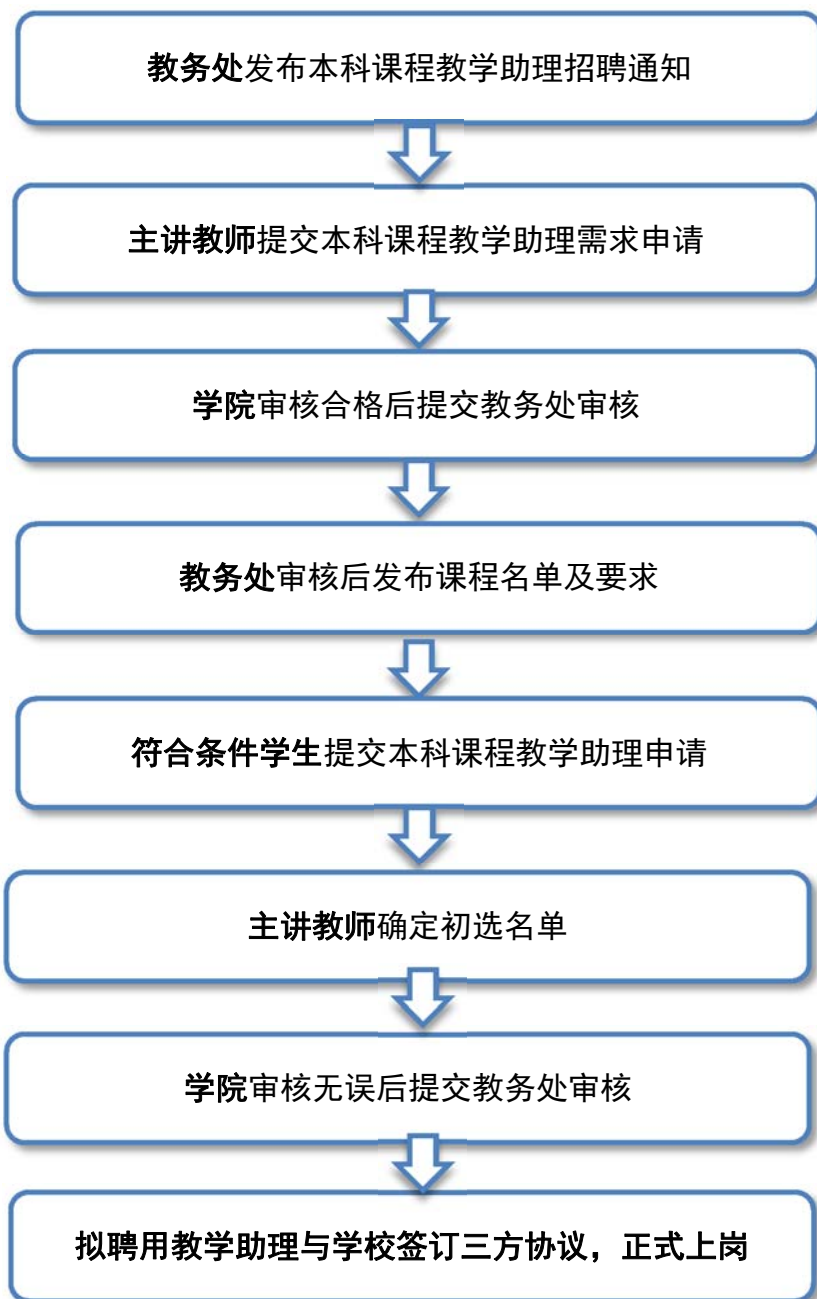 教务处发布本科课程教学助理招聘通知
主讲教师提交本科课程教学助理需求申请
学院审核合格后提交教务处审核
教务处审核后发布课程名单及要求
符合条件学生提交本科课程教学助理申请
主讲教师确定初选名单
学院审核无误后提交教务处审核
拟聘用教学助理与学校签订三方协议，正式上岗